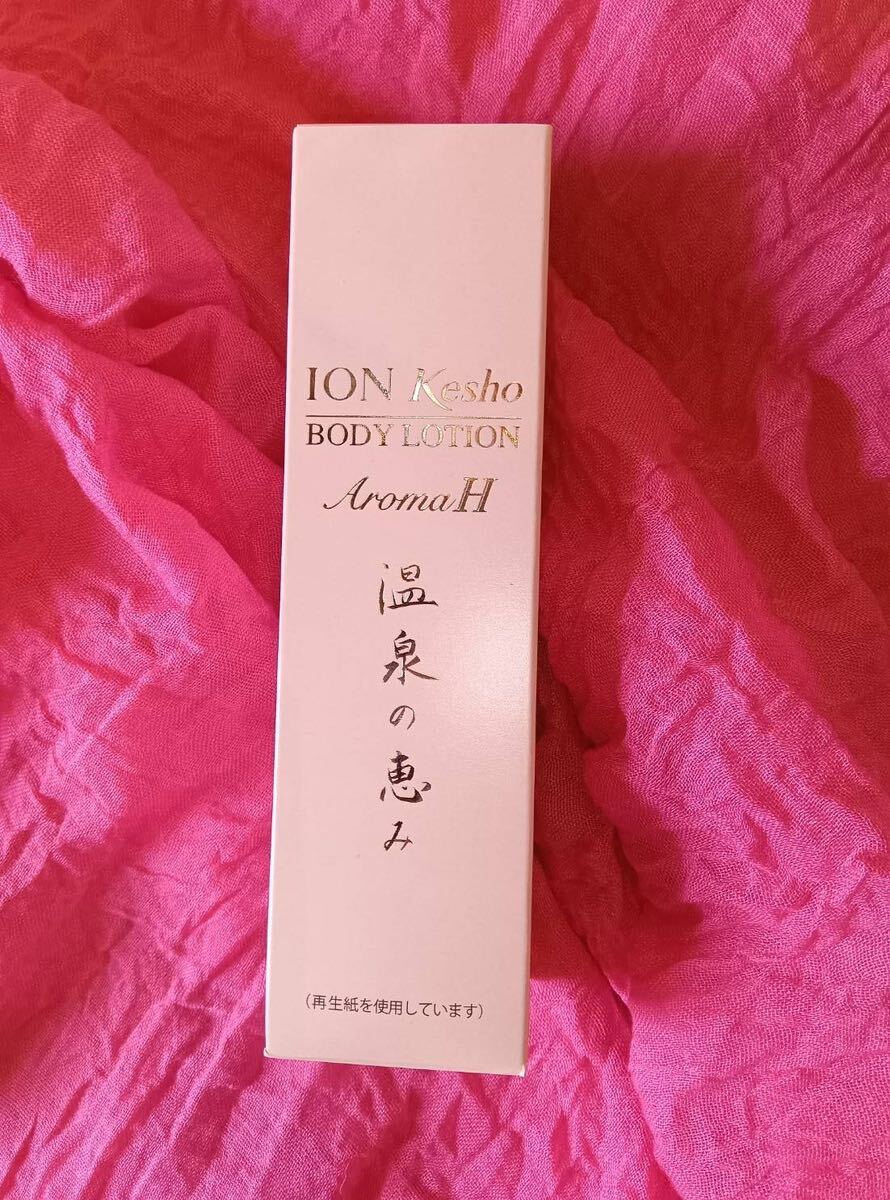 ION Kesho
BODY LOTION
Aroma H
温泉の恵み
（再生紙を使用しています）